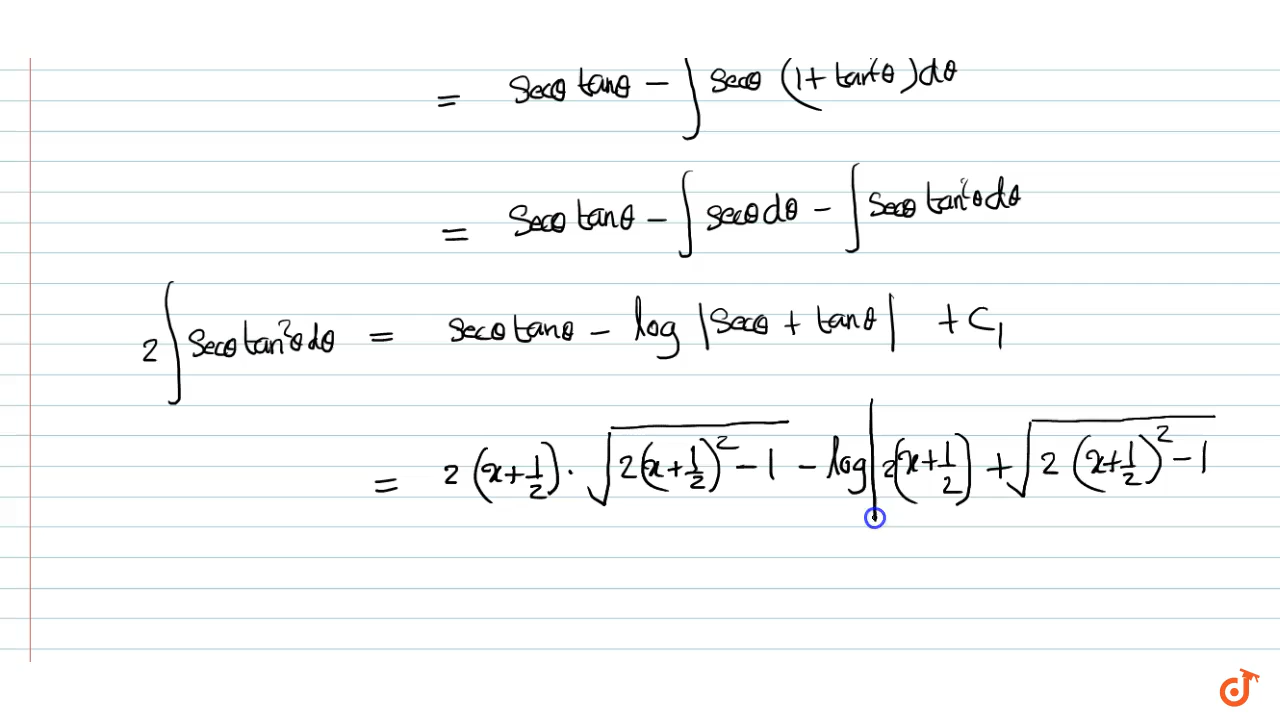 = secθ tanθ − ∫ secθ (1 + tan²θ) dθ
= secθ tanθ − ∫ secθ dθ − ∫ secθ tan²θ dθ
2 ∫ secθ tan²θ dθ = secθ tanθ − log |secθ + tanθ| + C₁
= 2 (x + 1/2) · √(2(x + 1/2)² − 1) − log | 2(x + 1/2) + √(2 (x + 1/2)² − 1)